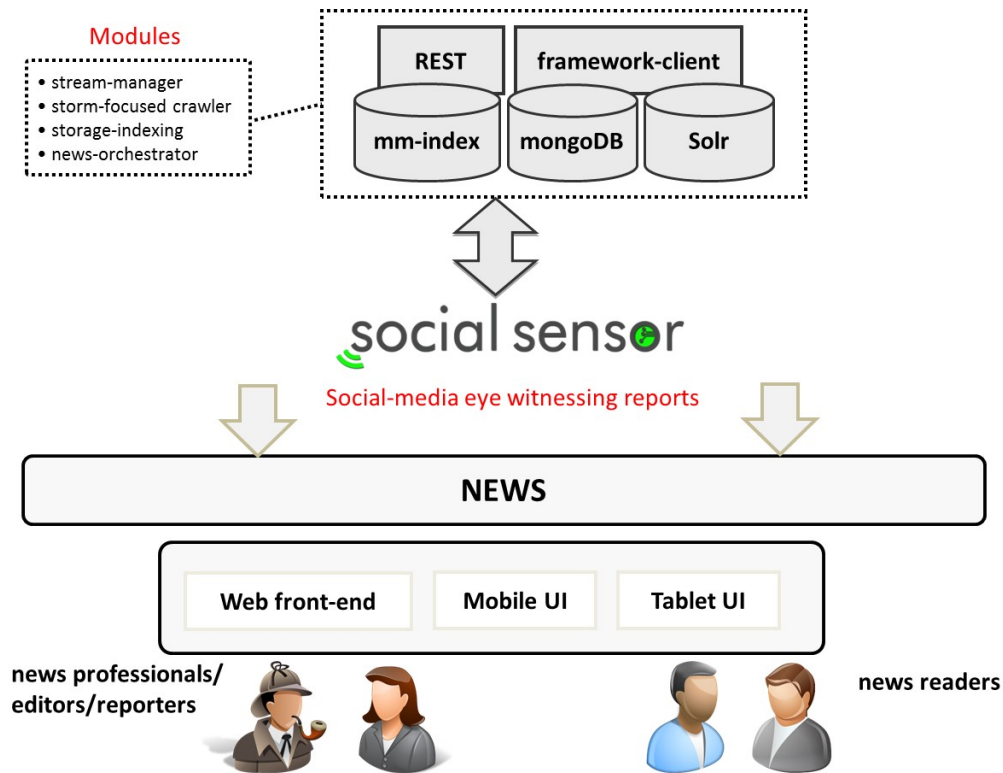 Modules
• stream-manager
• storm-focused crawler
• storage-indexing
• news-orchestrator
REST
framework-client
mm-index
mongoDB
Solr
social sensor
Social-media eye witnessing reports
NEWS
Web front-end
Mobile UI
Tablet UI
news professionals/
editors/reporters
news readers